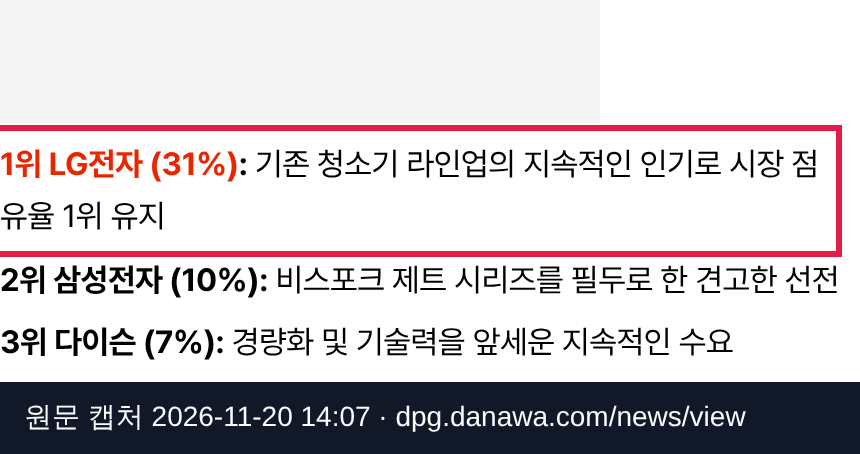 1위 LG전자 (31%): 기존 청소기 라인업의 지속적인 인기로 시장 점
유율 1위 유지
2위 삼성전자 (10%): 비스포크 제트 시리즈를 필두로 한 견고한 선전
3위 다이슨 (7%): 경량화 및 기술력을 앞세운 지속적인 수요
원문 캡처 2026-11-20 14:07 · dpg.danawa.com/news/view